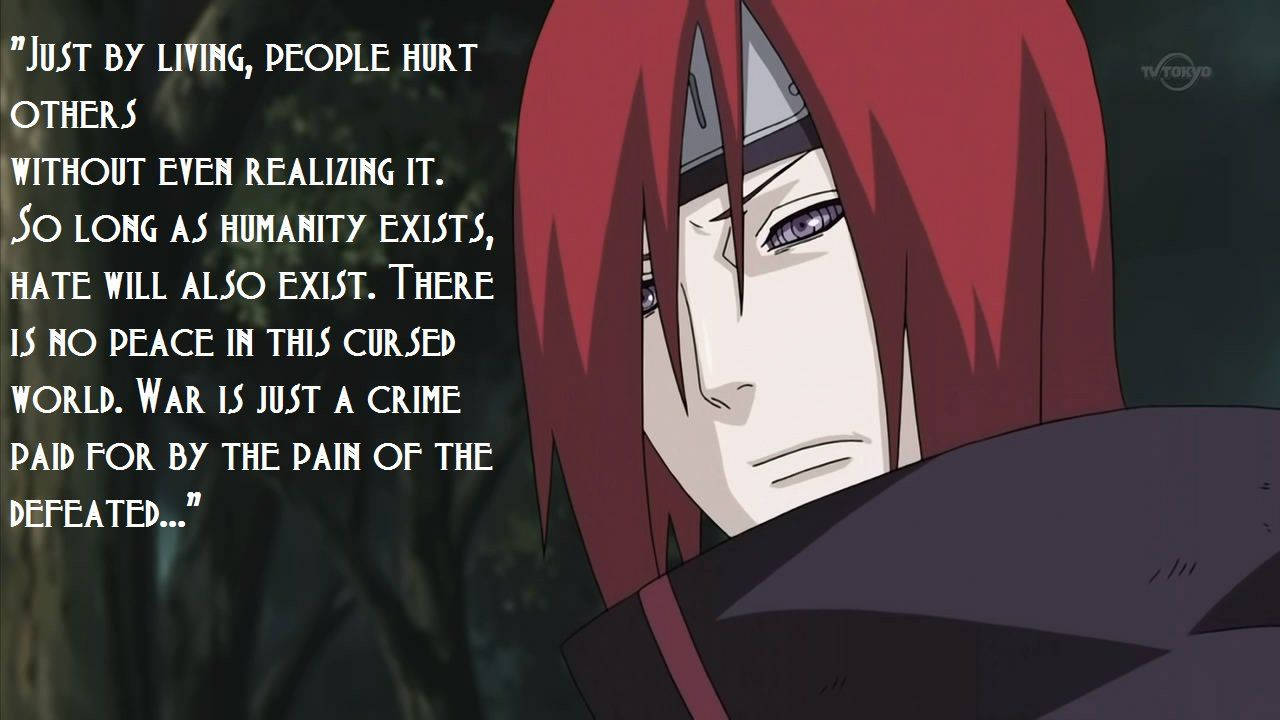 "Just by living, people hurt
others
without even realizing it.
So long as humanity exists,
hate will also exist. There
is no peace in this cursed
world. War is just a crime
paid for by the pain of the
defeated..."
TV TOKYO